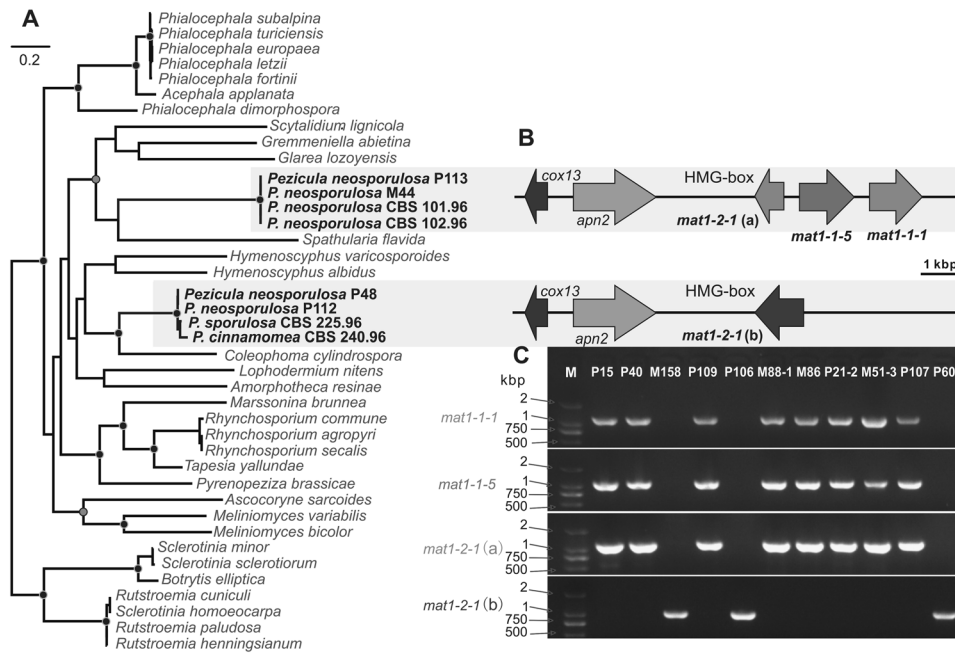 A
0.2
Phialocephala subalpina
Phialocephala turiciensis
Phialocephala europaea
Phialocephala letzii
Phialocephala fortinii
Acephala applanata
Phialocephala dimorphospora
Scytalidium lignicola
Gremmeniella abietina
Glarea lozoyensis
Pezicula neosporulosa P113
P. neosporulosa M44
P. neosporulosa CBS 101.96
P. neosporulosa CBS 102.96
Spathularia flavida
Hymenoscyphus varicosporoides
Hymenoscyphus albidus
Pezicula neosporulosa P48
P. neosporulosa P112
P. sporulosa CBS 225.96
P. cinnamomea CBS 240.96
Coleophoma cylindrospora
Lophodermium nitens
Amorphotheca resinae
Marssonina brunnea
Rhynchosporium commune
Rhynchosporium agropyri
Rhynchosporium secalis
Tapesia yallundae
Pyrenopeziza brassicae
Ascocoryne sarcoides
Meliniomyces variabilis
Meliniomyces bicolor
Sclerotinia minor
Sclerotinia sclerotiorum
Botrytis elliptica
Rutstroemia cuniculi
Sclerotinia homoeocarpa
Rutstroemia paludosa
Rutstroemia henningsianum
B
cox13
apn2
HMG-box
mat1-2-1 (a)
mat1-1-5
mat1-1-1
1 kbp
cox13
apn2
HMG-box
mat1-2-1 (b)
C
kbp
M P15 P40 M158 P109 P106 M88-1 M86 P21-2 M51-3 P107 P60
mat1-1-1
2
1
750
500
mat1-1-5
2
1
750
500
mat1-2-1 (a)
2
1
750
500
mat1-2-1 (b)
2
1
750
500